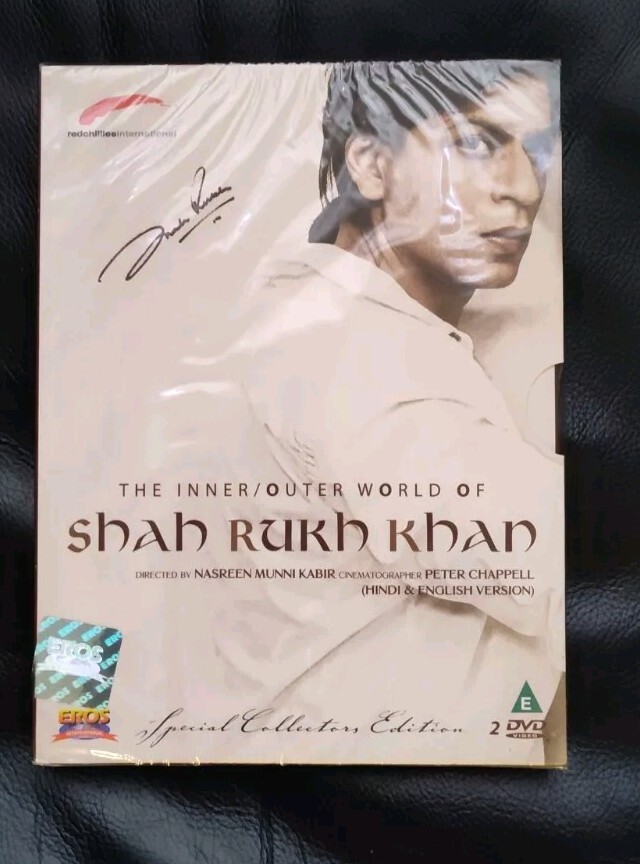 redchilliesinternational
THE INNER/OUTER WORLD OF
Shah Rukh Khan
DIRECTED BY NASREEN MUNNI KABIR CINEMATOGRAPHER PETER CHAPPELL
(HINDI & ENGLISH VERSION)
EROS
EROS
INTERNATIONAL
Special Collectors Edition
E
2 DVD
VIDEO